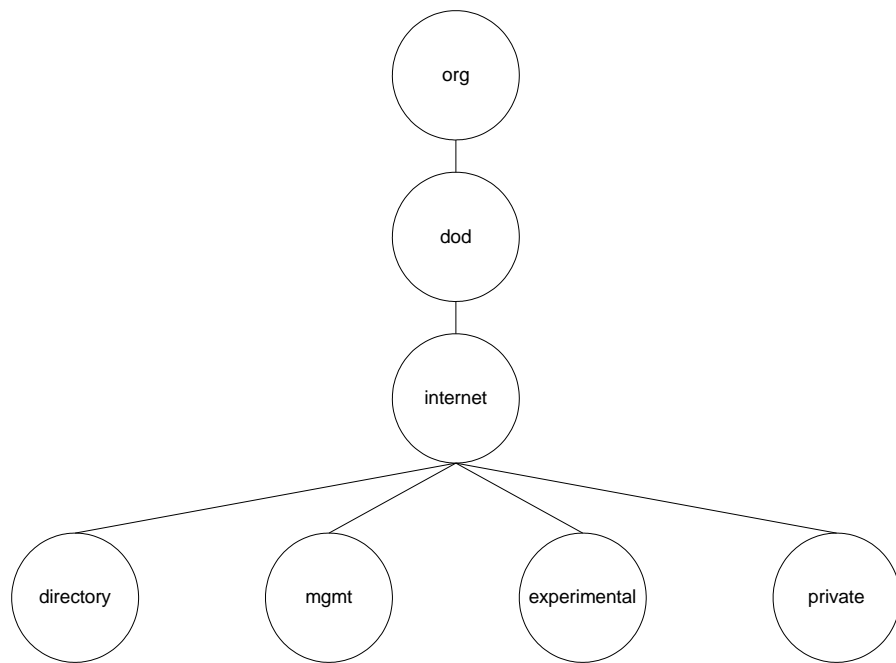 org
dod
internet
directory
mgmt
experimental
private